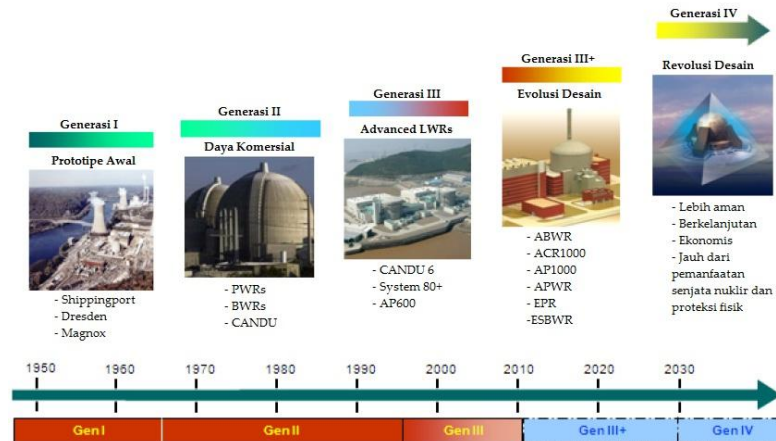 Generasi I
Prototipe Awal
- Shippingport
- Dresden
- Magnox
Generasi II
Daya Komersial
- PWRs
- BWRs
- CANDU
Generasi III
Advanced LWRs
- CANDU 6
- System 80+
- AP600
Generasi III+
Evolusi Desain
- ABWR
- ACR1000
- AP1000
- APWR
- EPR
-ESBWR
Generasi IV
Revolusi Desain
- Lebih aman
- Berkelanjutan
- Ekonomis
- Jauh dari
pemanfaatan
senjata nuklir dan
proteksi fisik
1950 1960 1970 1980 1990 2000 2010 2020 2030
Gen I Gen II Gen III Gen III+ Gen IV